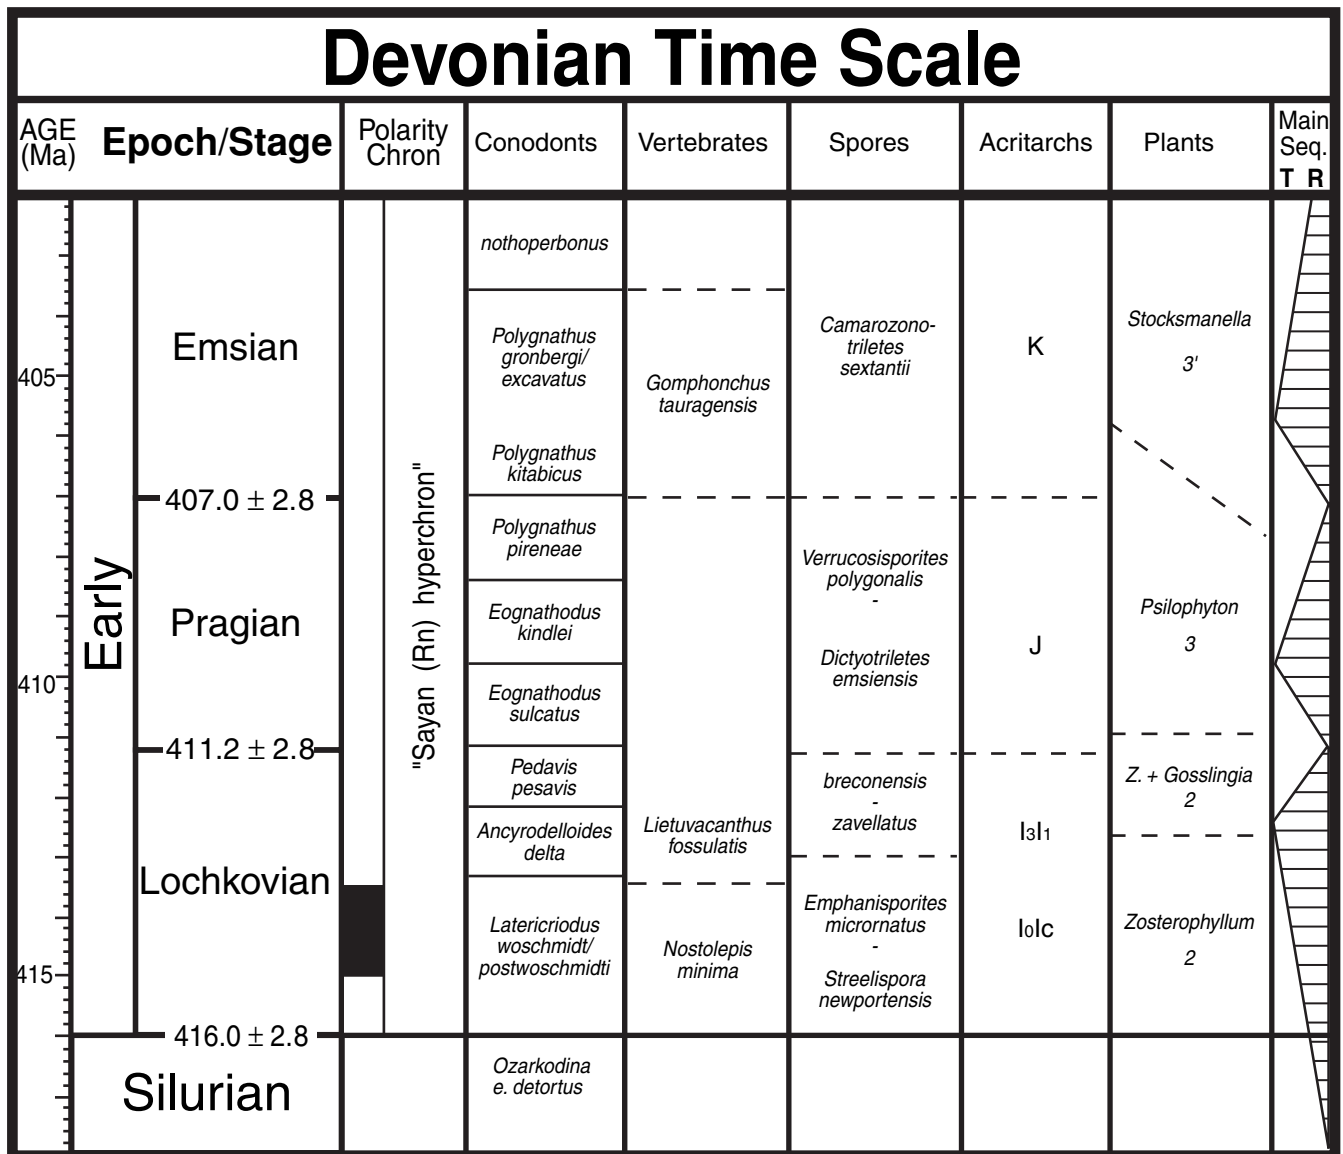 Devonian Time Scale
AGE
(Ma)
Epoch/Stage
Polarity
Chron
Conodonts
Vertebrates
Spores
Acritarchs
Plants
Main
Seq.
T R
405
410
415
Early
Emsian
407.0 ± 2.8
Pragian
411.2 ± 2.8
Lochkovian
416.0 ± 2.8
Silurian
"Sayan (Rn) hyperchron"
nothoperbonus
Polygnathus
gronbergi/
excavatus
Polygnathus
kitabicus
Polygnathus
pireneae
Eognathodus
kindlei
Eognathodus
sulcatus
Pedavis
pesavis
Ancyrodelloides
delta
Latericriodus
woschmidt/
postwoschmidti
Ozarkodina
e. detortus
Gomphonchus
tauragensis
Lietuvacanthus
fossulatis
Nostolepis
minima
Camarozono-
triletes
sextantii
Verrucosisporites
polygonalis
-
Dictyotriletes
emsiensis
breconensis
-
zavellatus
Emphanisporites
micrornatus
-
Streelispora
newportensis
K
J
I3I1
I0Ic
Stocksmanella
3'
Psilophyton
3
Z. + Gosslingia
2
Zosterophyllum
2